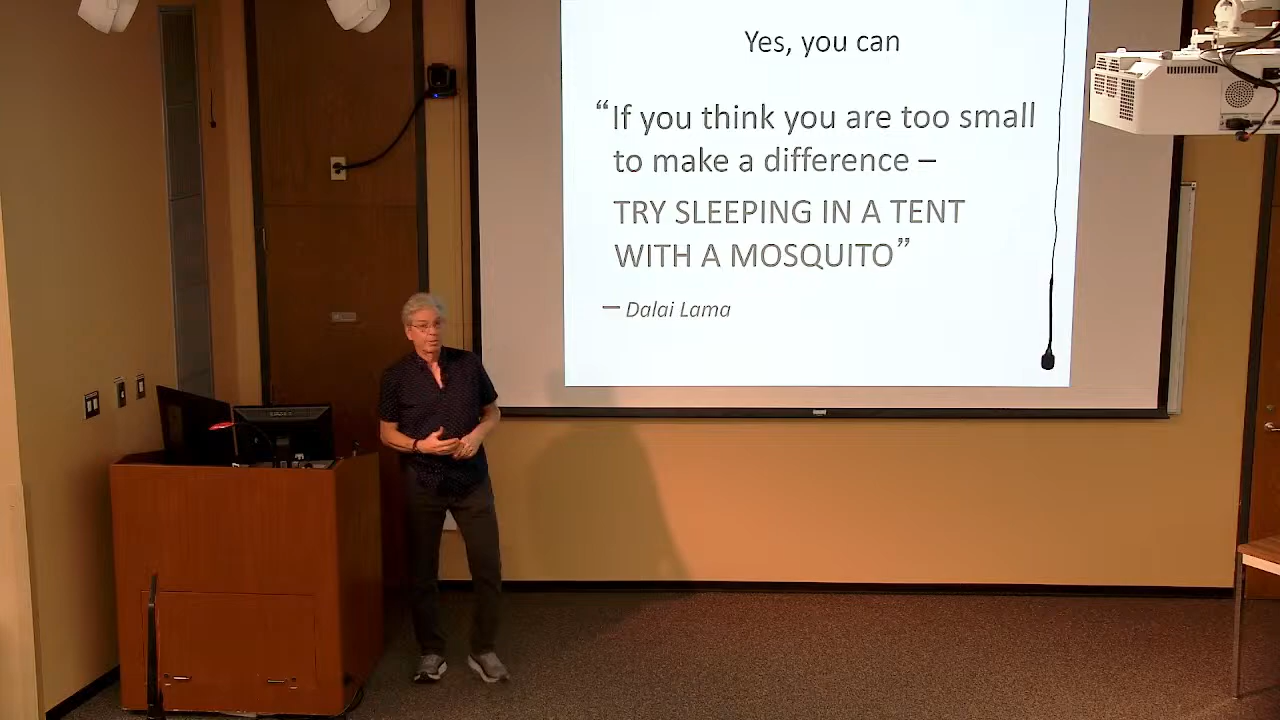 Yes, you can
“If you think you are too small
to make a difference –
TRY SLEEPING IN A TENT
WITH A MOSQUITO”
— Dalai Lama